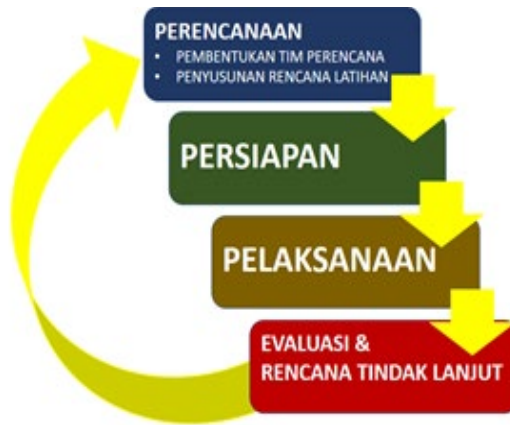 PERENCANAAN
• PEMBENTUKAN TIM PERENCANA
• PENYUSUNAN RENCANA LATIHAN
PERSIAPAN
PELAKSANAAN
EVALUASI &
RENCANA TINDAK LANJUT